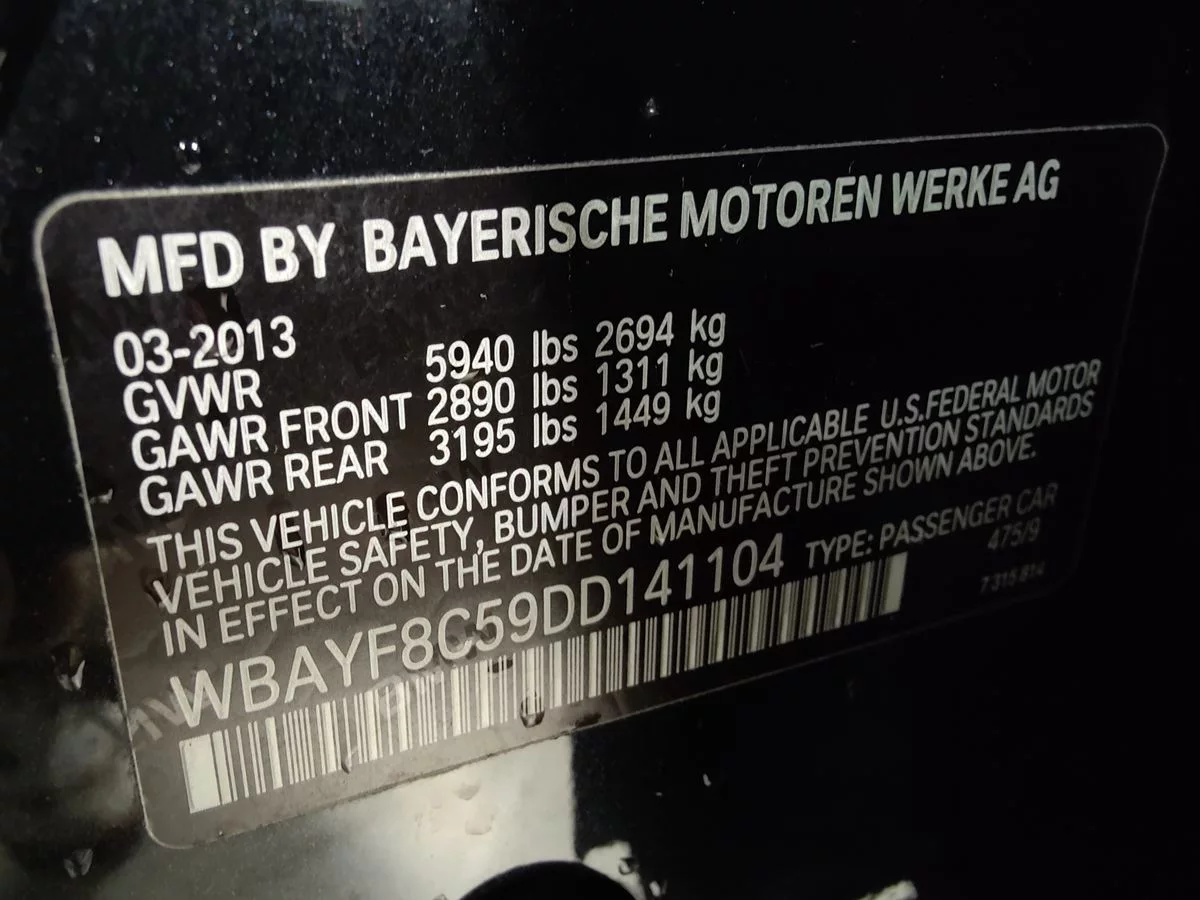 MFD BY BAYERISCHE MOTOREN WERKE AG
03-2013
GVWR 5940 lbs 2694 kg
GAWR FRONT 2890 lbs 1311 kg
GAWR REAR 3195 lbs 1449 kg
THIS VEHICLE CONFORMS TO ALL APPLICABLE U.S.FEDERAL MOTOR
VEHICLE SAFETY, BUMPER AND THEFT PREVENTION STANDARDS
IN EFFECT ON THE DATE OF MANUFACTURE SHOWN ABOVE.
WBAYF8C59DD141104 TYPE: PASSENGER CAR
475/9
7 315 814